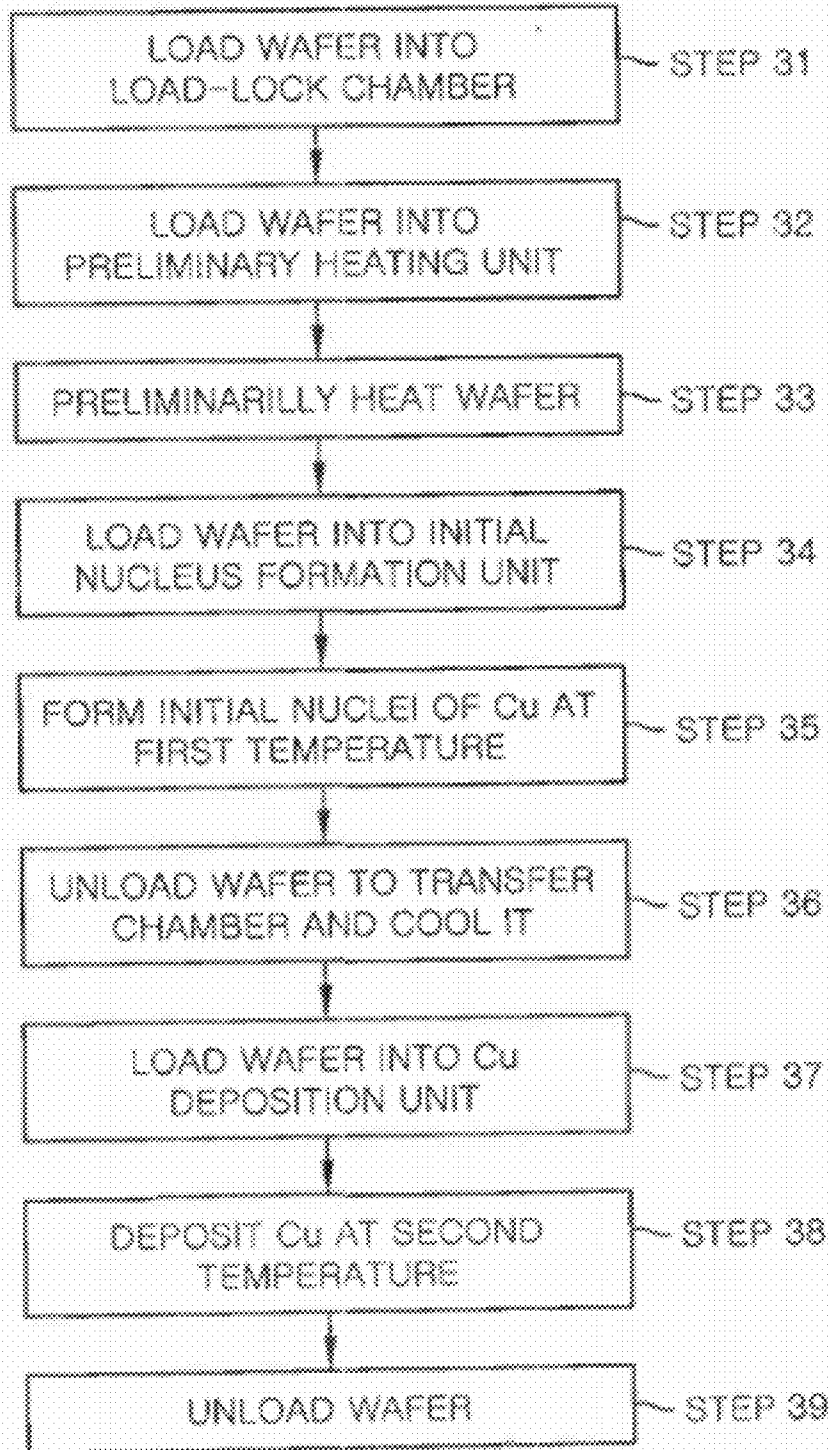 LOAD WAFER INTO
LOAD-LOCK CHAMBER
STEP 31
LOAD WAFER INTO
PRELIMINARY HEATING UNIT
STEP 32
PRELIMINARILLY HEAT WAFER
STEP 33
LOAD WAFER INTO INITIAL
NUCLEUS FORMATION UNIT
STEP 34
FORM INITIAL NUCLEI OF Cu AT
FIRST TEMPERATURE
STEP 35
UNLOAD WAFER TO TRANSFER
CHAMBER AND COOL IT
STEP 36
LOAD WAFER INTO Cu
DEPOSITION UNIT
STEP 37
DEPOSIT Cu AT SECOND
TEMPERATURE
STEP 38
UNLOAD WAFER
STEP 39